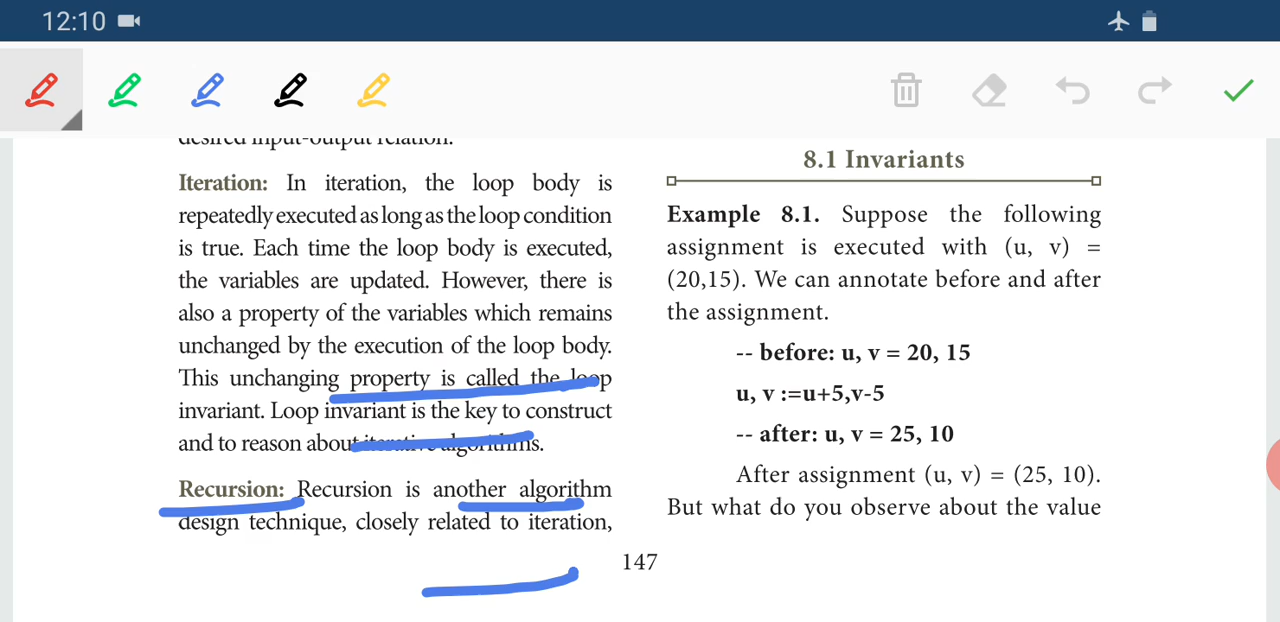 12:10
desired input-output relation.
Iteration: In iteration, the loop body is
repeatedly executed as long as the loop condition
is true. Each time the loop body is executed,
the variables are updated. However, there is
also a property of the variables which remains
unchanged by the execution of the loop body.
This unchanging property is called the loop
invariant. Loop invariant is the key to construct
and to reason about iterative algorithms.
Recursion: Recursion is another algorithm
design technique, closely related to iteration,
8.1 Invariants
Example 8.1. Suppose the following
assignment is executed with (u, v) =
(20,15). We can annotate before and after
the assignment.
-- before: u, v = 20, 15
u, v :=u+5,v-5
-- after: u, v = 25, 10
After assignment (u, v) = (25, 10).
But what do you observe about the value
147